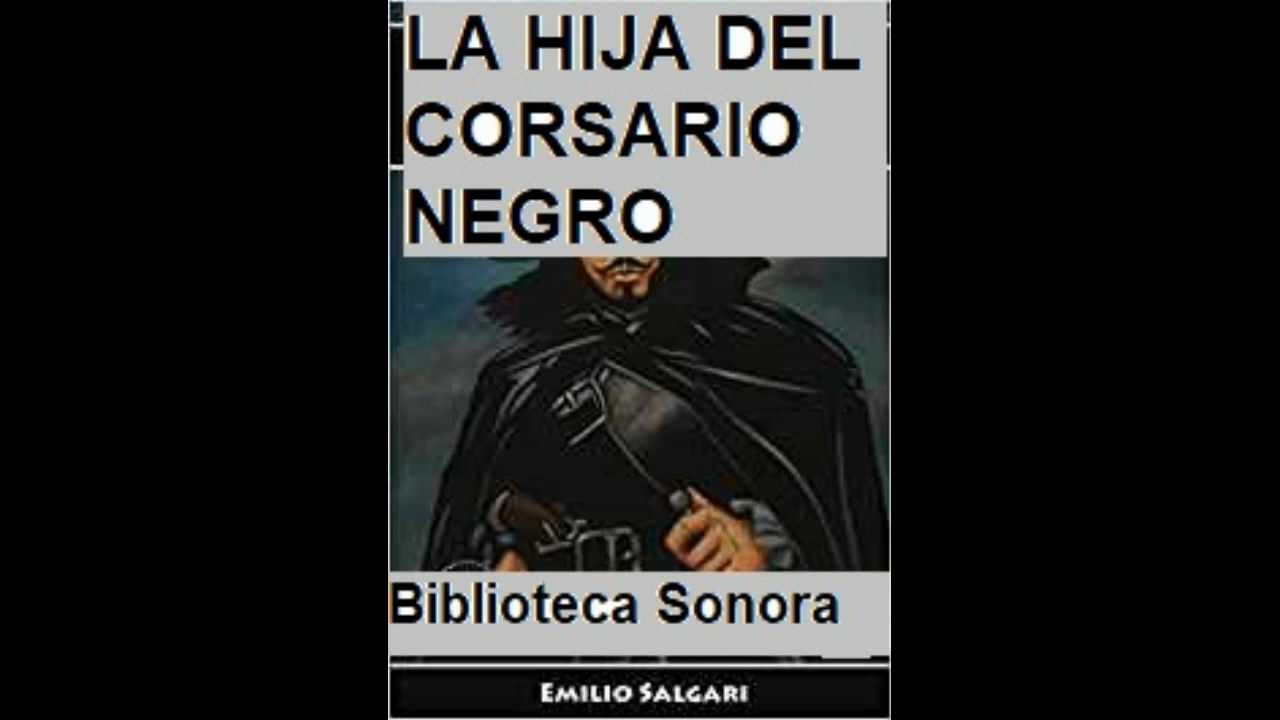 LA HIJA DEL
CORSARIO
NEGRO
Biblioteca Sonora
EMILIO SALGARI